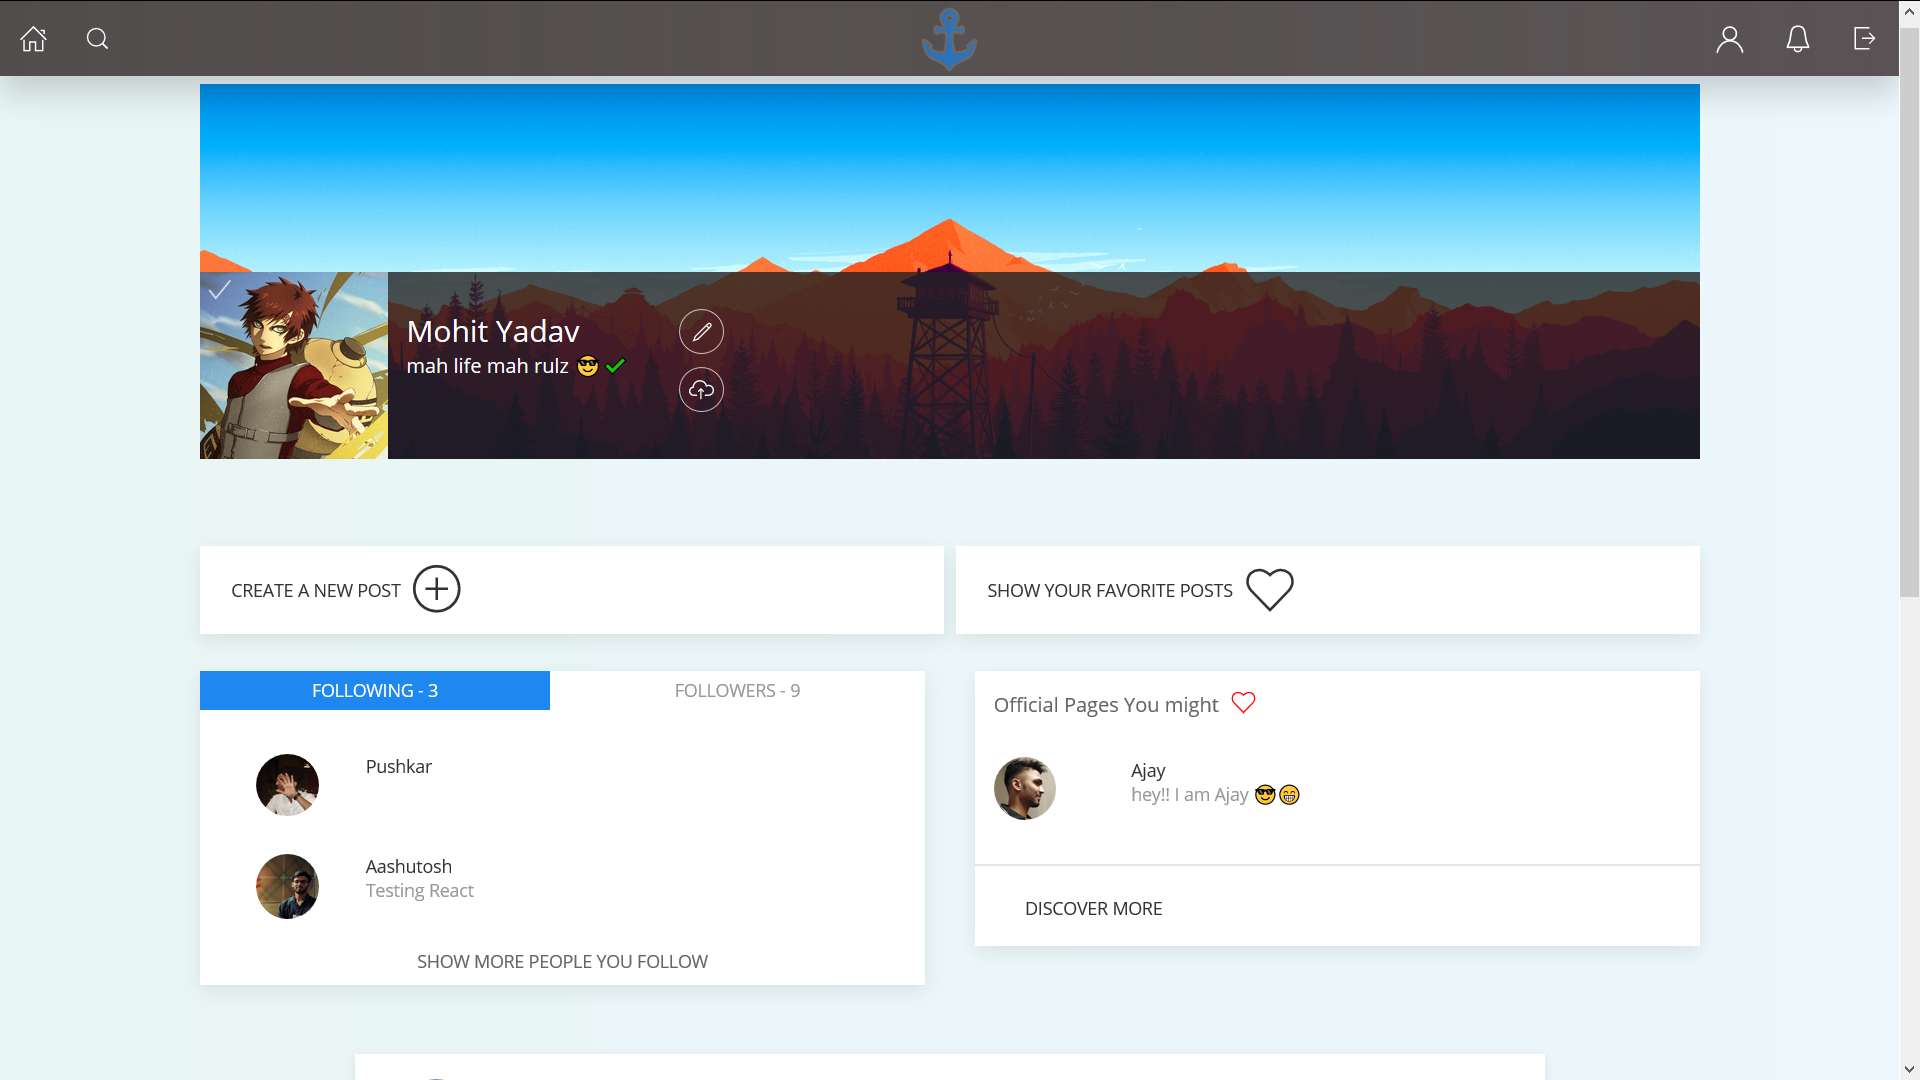 Mohit Yadav
mah life mah rulz 😎 ✔
CREATE A NEW POST
SHOW YOUR FAVORITE POSTS
FOLLOWING - 3
FOLLOWERS - 9
Pushkar
Aashutosh
Testing React
SHOW MORE PEOPLE YOU FOLLOW
Official Pages You might
Ajay
hey!! I am Ajay 😎😁
DISCOVER MORE